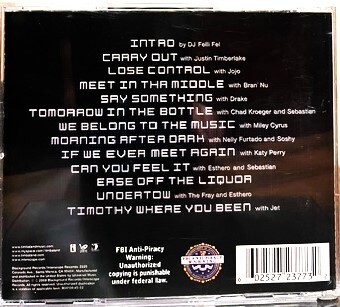 INTRO by DJ Felli Fel
CARRY OUT with Justin Timberlake
LOSE CONTROL with Jojo
MEET IN THA MIDDLE with Bran' Nu
SAY SOMETHING with Drake
TOMORROW IN THE BOTTLE with Chad Kroeger and Sebastian
WE BELONG TO THE MUSIC with Miley Cyrus
MORNING AFTER DARK with Nelly Furtado and Soshy
IF WE EVER MEET AGAIN with Katy Perry
CAN YOU FEEL IT with Esthero and Sebastian
EASE OFF THE LIQUOR
UNDERTOW with The Fray and Esthero
TIMOTHY WHERE YOU BEEN with Jet
FBI Anti-Piracy
Warning:
Unauthorized
copying is punishable
under federal law.
02527 23773